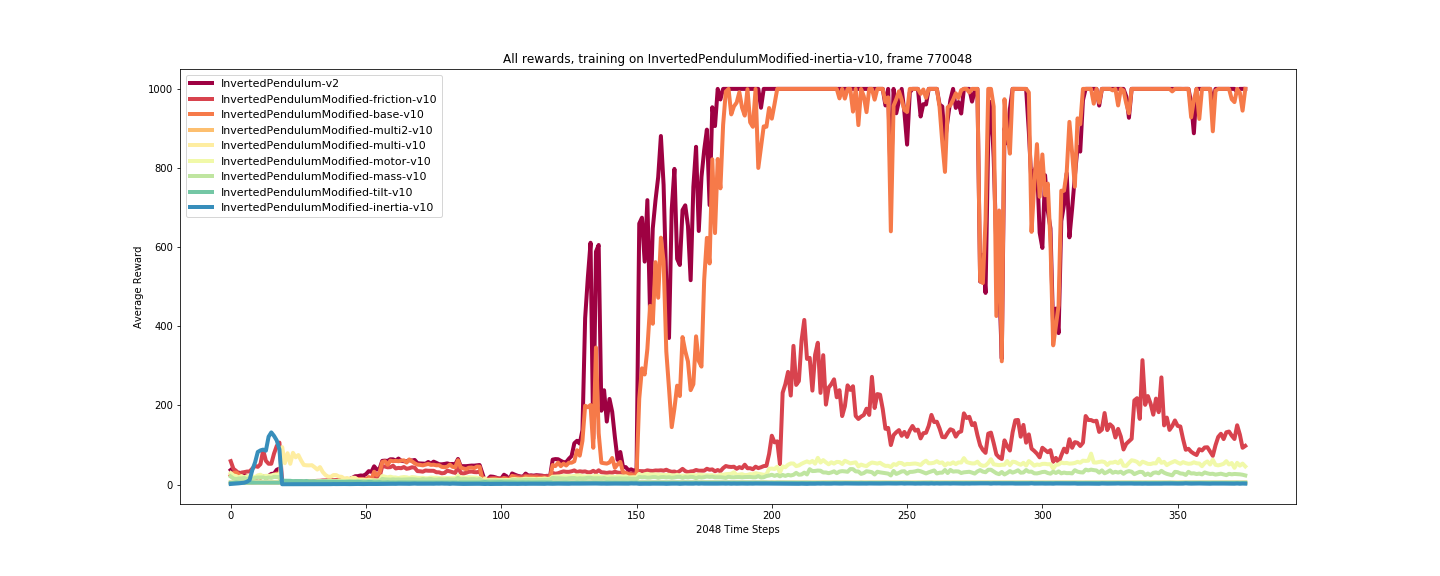 All rewards, training on InvertedPendulumModified-inertia-v10, frame 770048
InvertedPendulum-v2
InvertedPendulumModified-friction-v10
InvertedPendulumModified-base-v10
InvertedPendulumModified-multi2-v10
InvertedPendulumModified-multi-v10
InvertedPendulumModified-motor-v10
InvertedPendulumModified-mass-v10
InvertedPendulumModified-tilt-v10
InvertedPendulumModified-inertia-v10
1000
800
600
400
200
0
Average Reward
0 50 100 150 200 250 300 350
2048 Time Steps